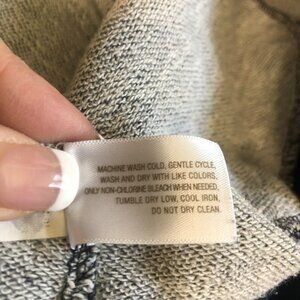 MACHINE WASH COLD, GENTLE CYCLE,
WASH AND DRY WITH LIKE COLORS,
ONLY NON-CHLORINE BLEACH WHEN NEEDED,
TUMBLE DRY LOW, COOL IRON,
DO NOT DRY CLEAN.